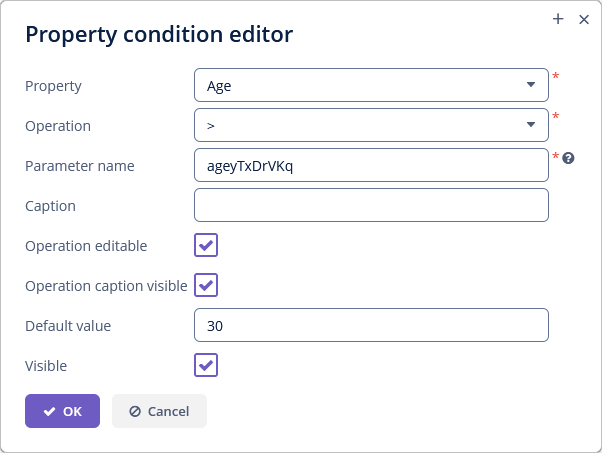 Property condition editor
Property Age *
Operation > *
Parameter name ageyTxDrVKq *
Caption
Operation editable
Operation caption visible
Default value 30
Visible
OK Cancel